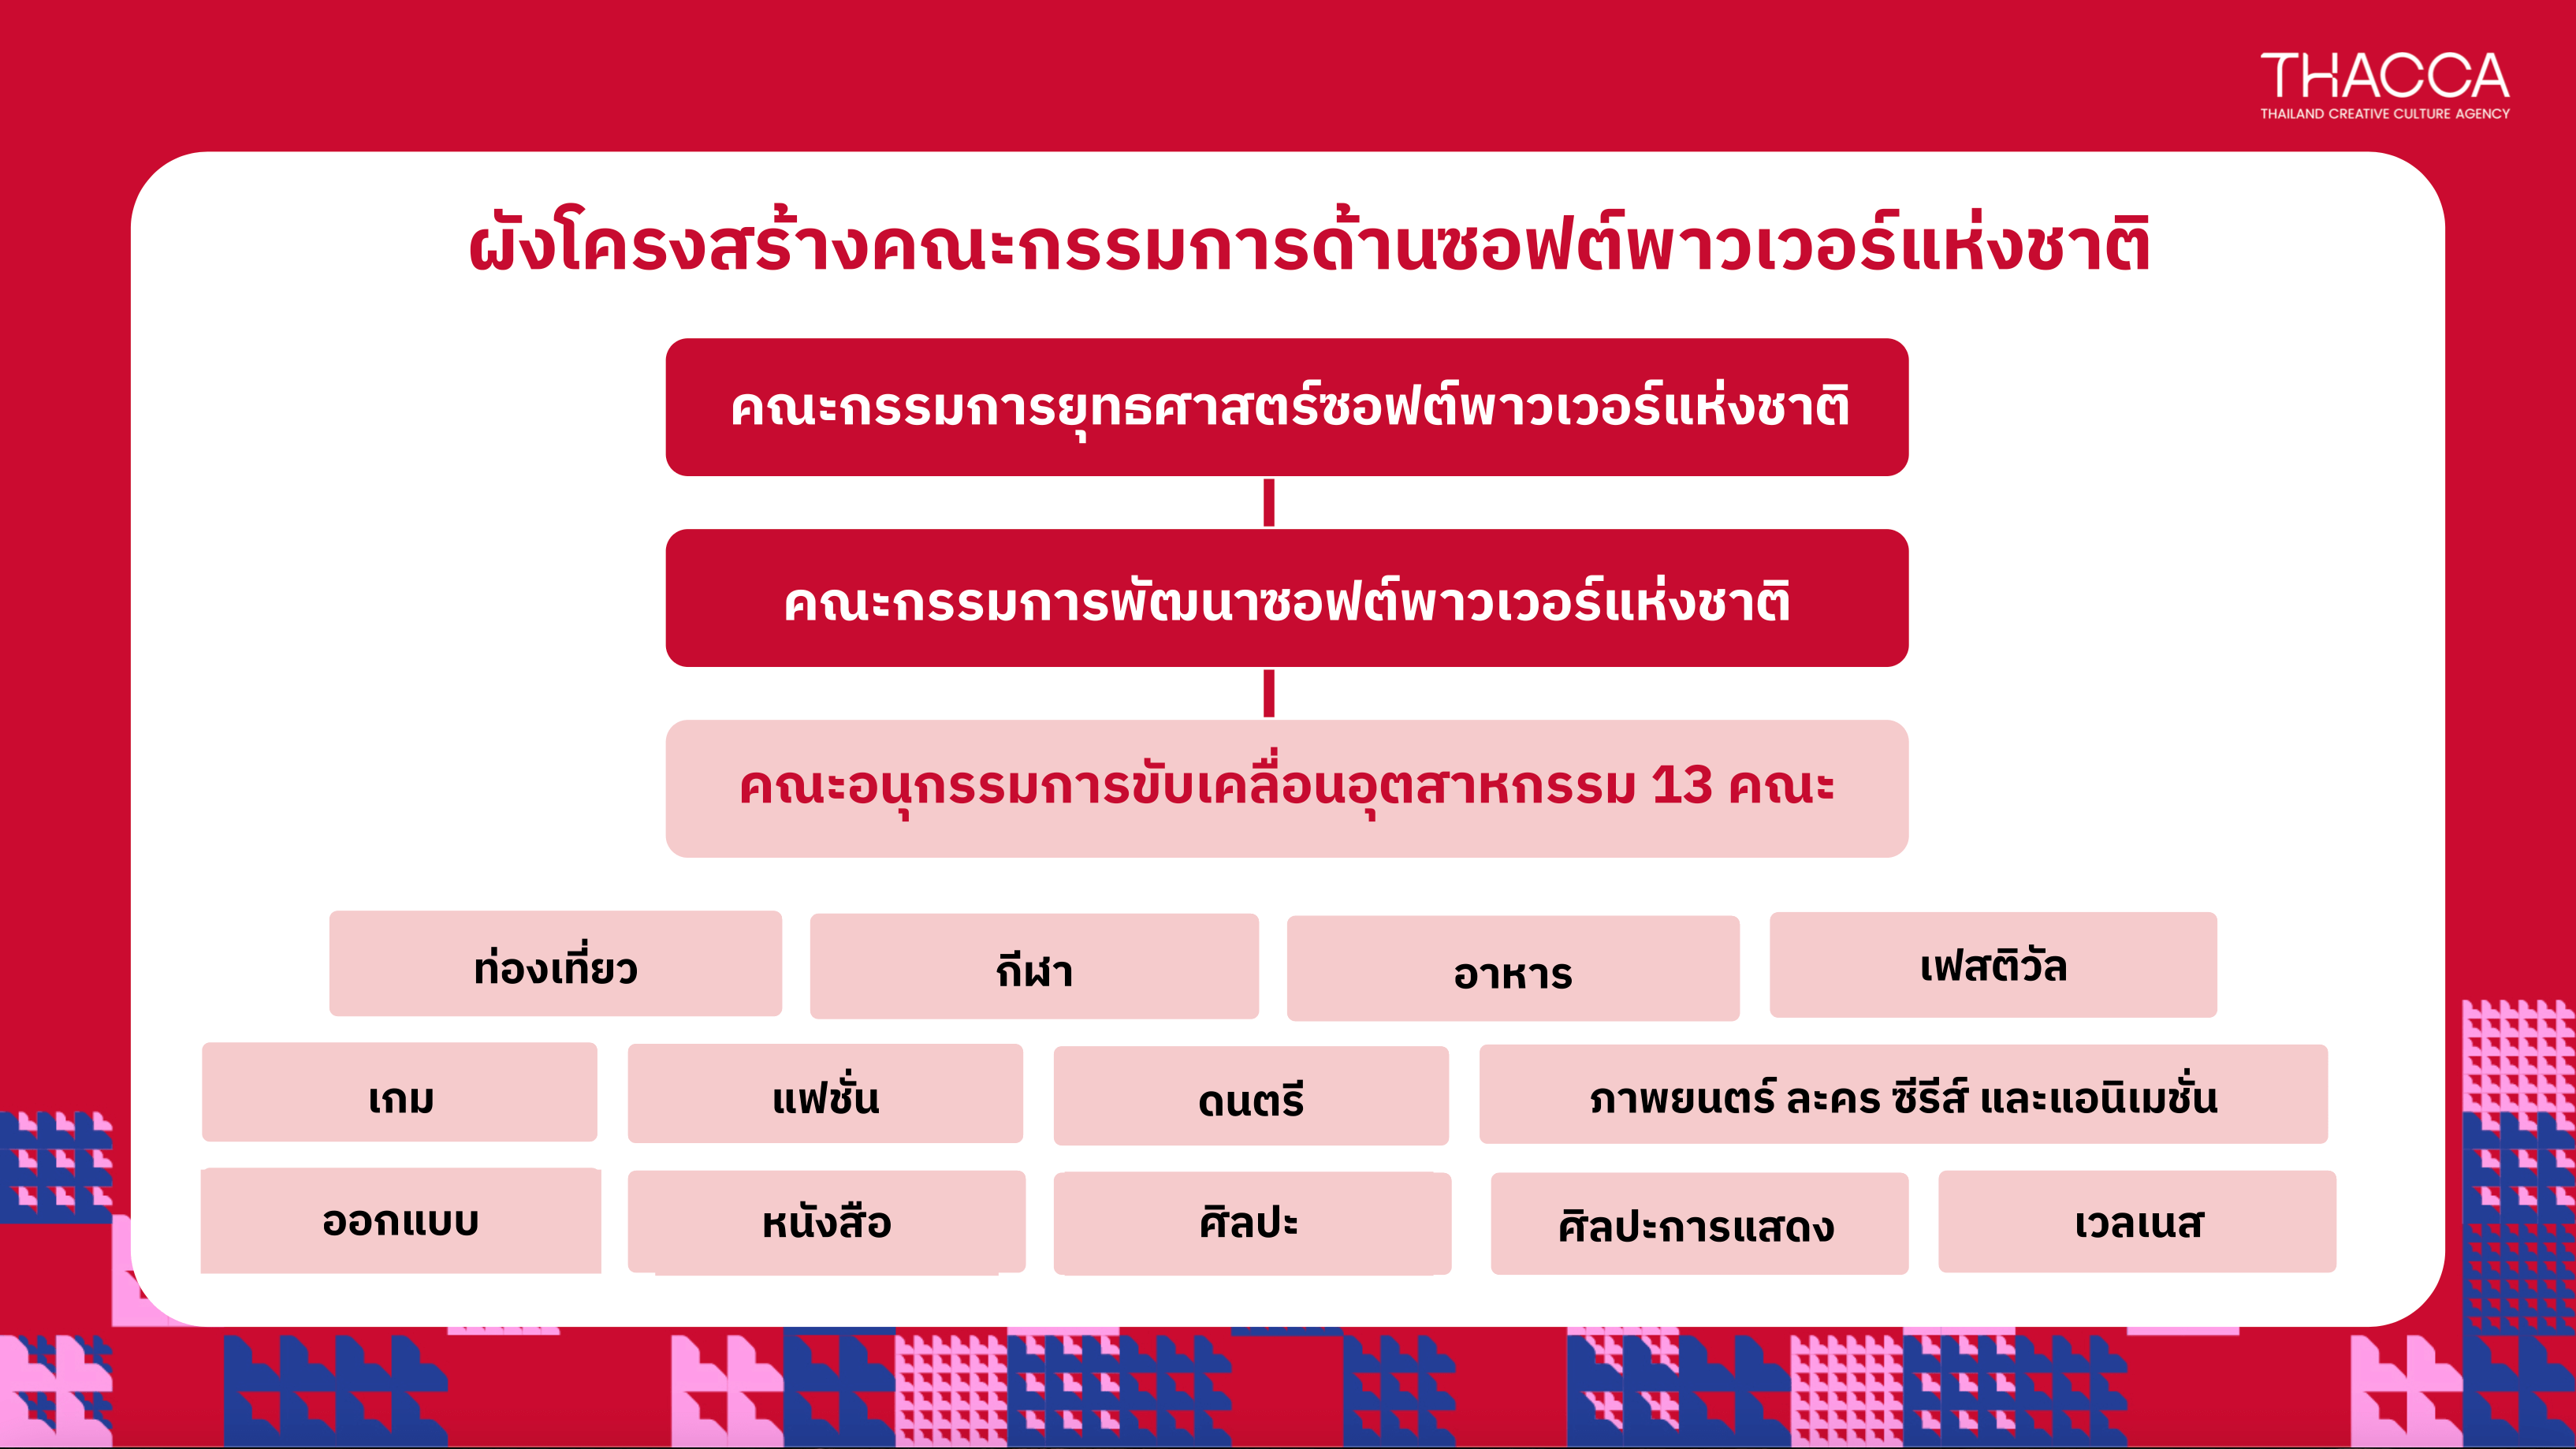 THACCA
THAILAND CREATIVE CULTURE AGENCY
ผังโครงสร้างคณะกรรมการด้านซอฟต์พาวเวอร์แห่งชาติ
คณะกรรมการยุทธศาสตร์ซอฟต์พาวเวอร์แห่งชาติ
คณะกรรมการพัฒนาซอฟต์พาวเวอร์แห่งชาติ
คณะอนุกรรมการขับเคลื่อนอุตสาหกรรม 13 คณะ
ท่องเที่ยว
กีฬา
อาหาร
เฟสติวัล
เกม
แฟชั่น
ดนตรี
ภาพยนตร์ ละคร ซีรีส์ และแอนิเมชั่น
ออกแบบ
หนังสือ
ศิลปะ
ศิลปะการแสดง
เวลเนส